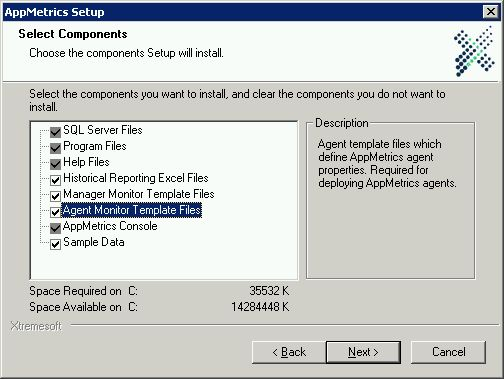 AppMetrics Setup
Select Components
Choose the components Setup will install.
Select the components you want to install, and clear the components you do not want to
install.
SQL Server Files
Program Files
Help Files
Historical Reporting Excel Files
Manager Monitor Template Files
Agent Monitor Template Files
AppMetrics Console
Sample Data
Description
Agent template files which
define AppMetrics agent
properties. Required for
deploying AppMetrics agents.
Space Required on C: 35532 K
Space Available on C: 14284448 K
Xtremesoft
< Back
Next >
Cancel